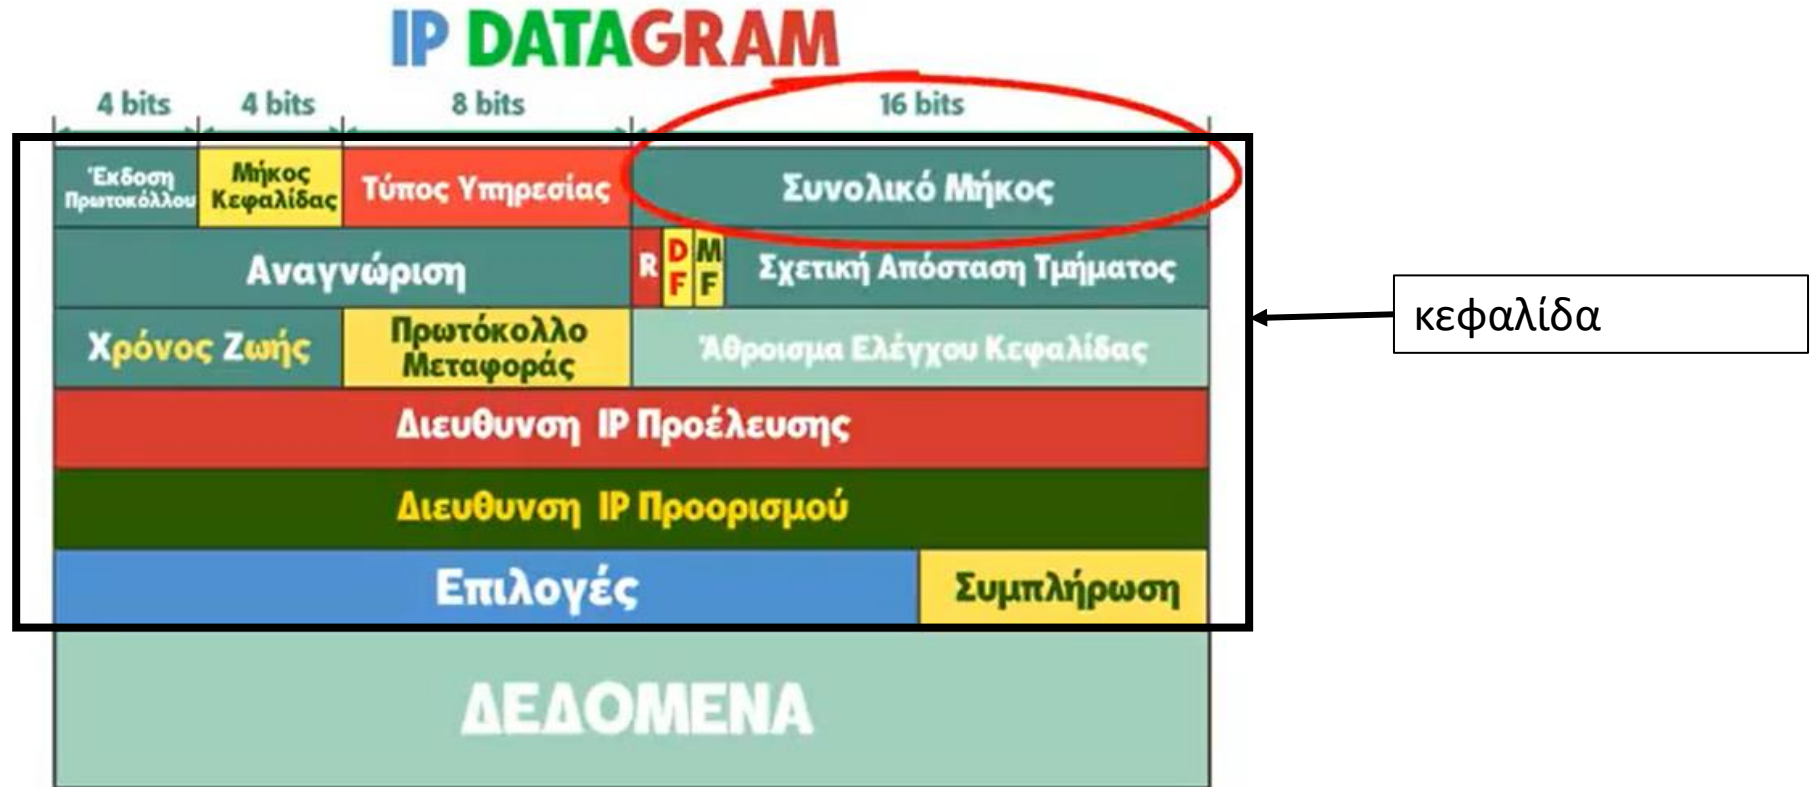 IP DATAGRAM
4 bits 4 bits 8 bits 16 bits
Έκδοση Πρωτοκόλλου
Μήκος Κεφαλίδας
Τύπος Υπηρεσίας
Συνολικό Μήκος
Αναγνώριση
R
DF
MF
Σχετική Απόσταση Τμήματος
Χρόνος Ζωής
Πρωτόκολλο
Μεταφοράς
Άθροισμα Ελέγχου Κεφαλίδας
κεφαλίδα
Διευθυνση IP Προέλευσης
Διευθυνση IP Προορισμού
Επιλογές
Συμπλήρωση
ΔΕΔΟΜΕΝΑ